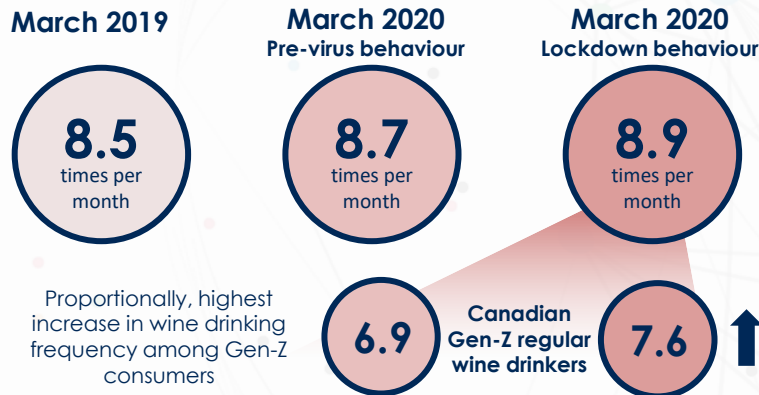 March 2019
March 2020
Pre-virus behaviour
March 2020
Lockdown behaviour
8.5
times per
month
8.7
times per
month
8.9
times per
month
Proportionally, highest
increase in wine drinking
frequency among Gen-Z
consumers
6.9
Canadian
Gen-Z regular
wine drinkers
7.6